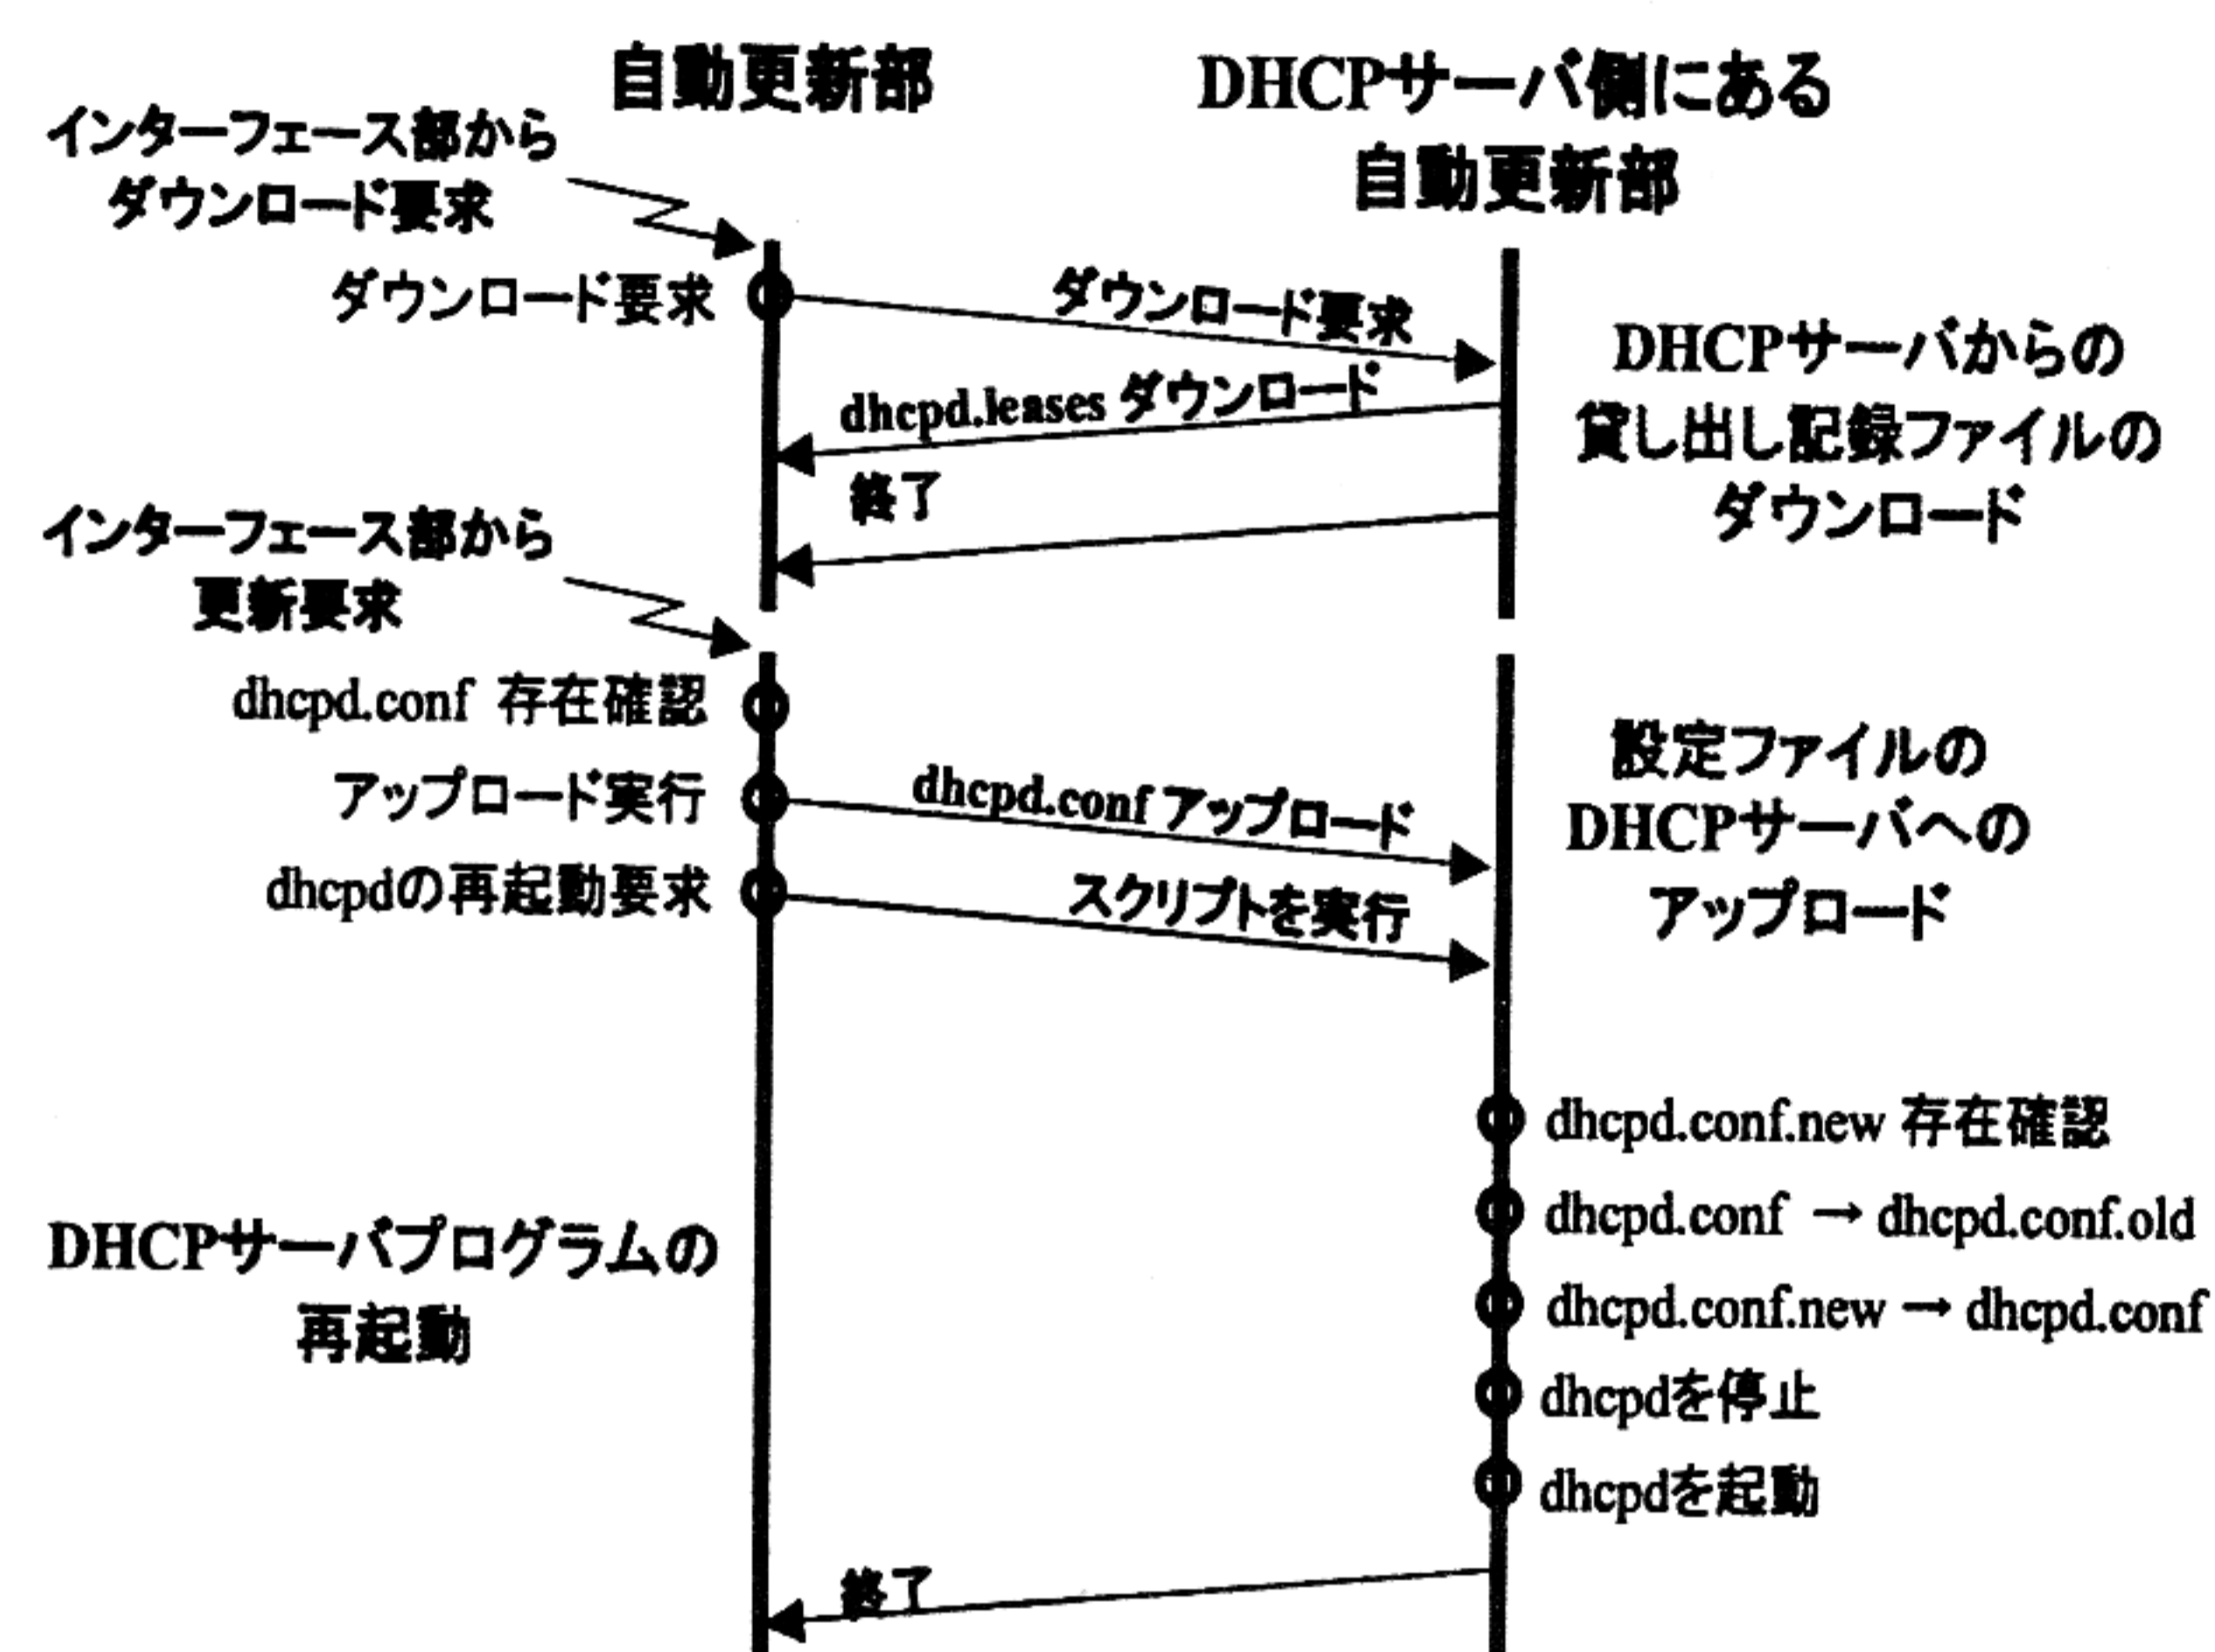 自動更新部
DHCPサーバ側にある
自動更新部
インターフェース部から
ダウンロード要求
ダウンロード要求
ダウンロード要求
dhcpd.leases ダウンロード
終了
DHCPサーバからの
貸し出し記録ファイルの
ダウンロード
インターフェース部から
更新要求
dhcpd.conf 存在確認
アップロード実行
dhcpd.conf アップロード
dhcpdの再起動要求
スクリプトを実行
設定ファイルの
DHCPサーバへの
アップロード
dhcpd.conf.new 存在確認
dhcpd.conf → dhcpd.conf.old
dhcpd.conf.new → dhcpd.conf
dhcpdを停止
dhcpdを起動
DHCPサーバプログラムの
再起動
終了